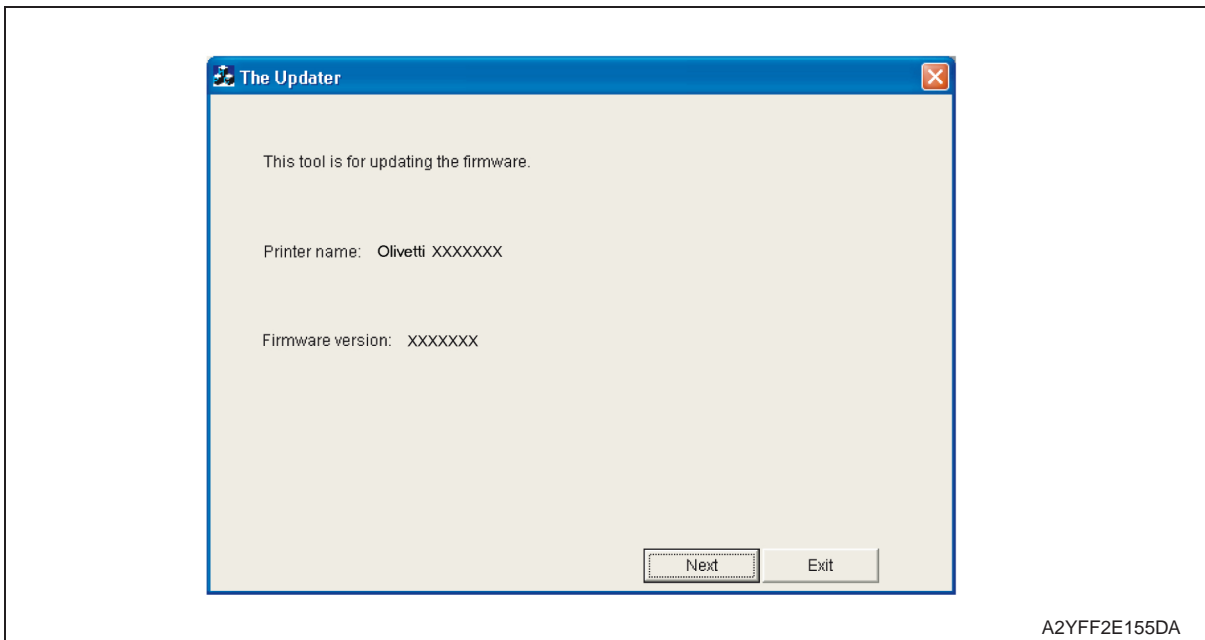 The Updater
This tool is for updating the firmware.
Printer name: Olivetti XXXXXXX
Firmware version: XXXXXXX
Next Exit
A2YFF2E155DA